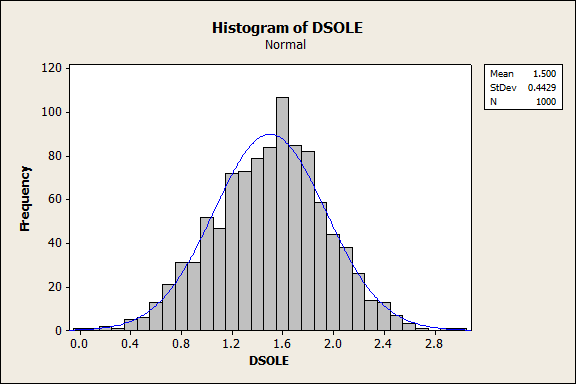 Histogram of DSOLE
Normal
Mean 1.500
StDev 0.4429
N 1000
120
100
80
60
40
20
0
Frequency
0.0 0.4 0.8 1.2 1.6 2.0 2.4 2.8
DSOLE